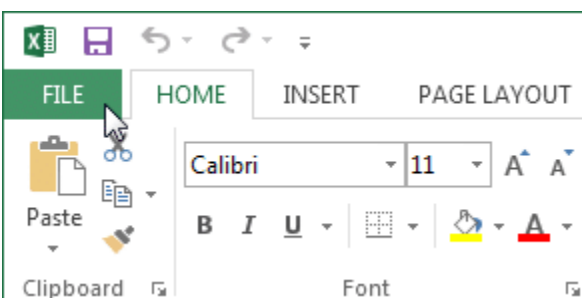 FILE HOME INSERT PAGE LAYOUT
Calibri 11 A A
Paste B I U A
Clipboard Font